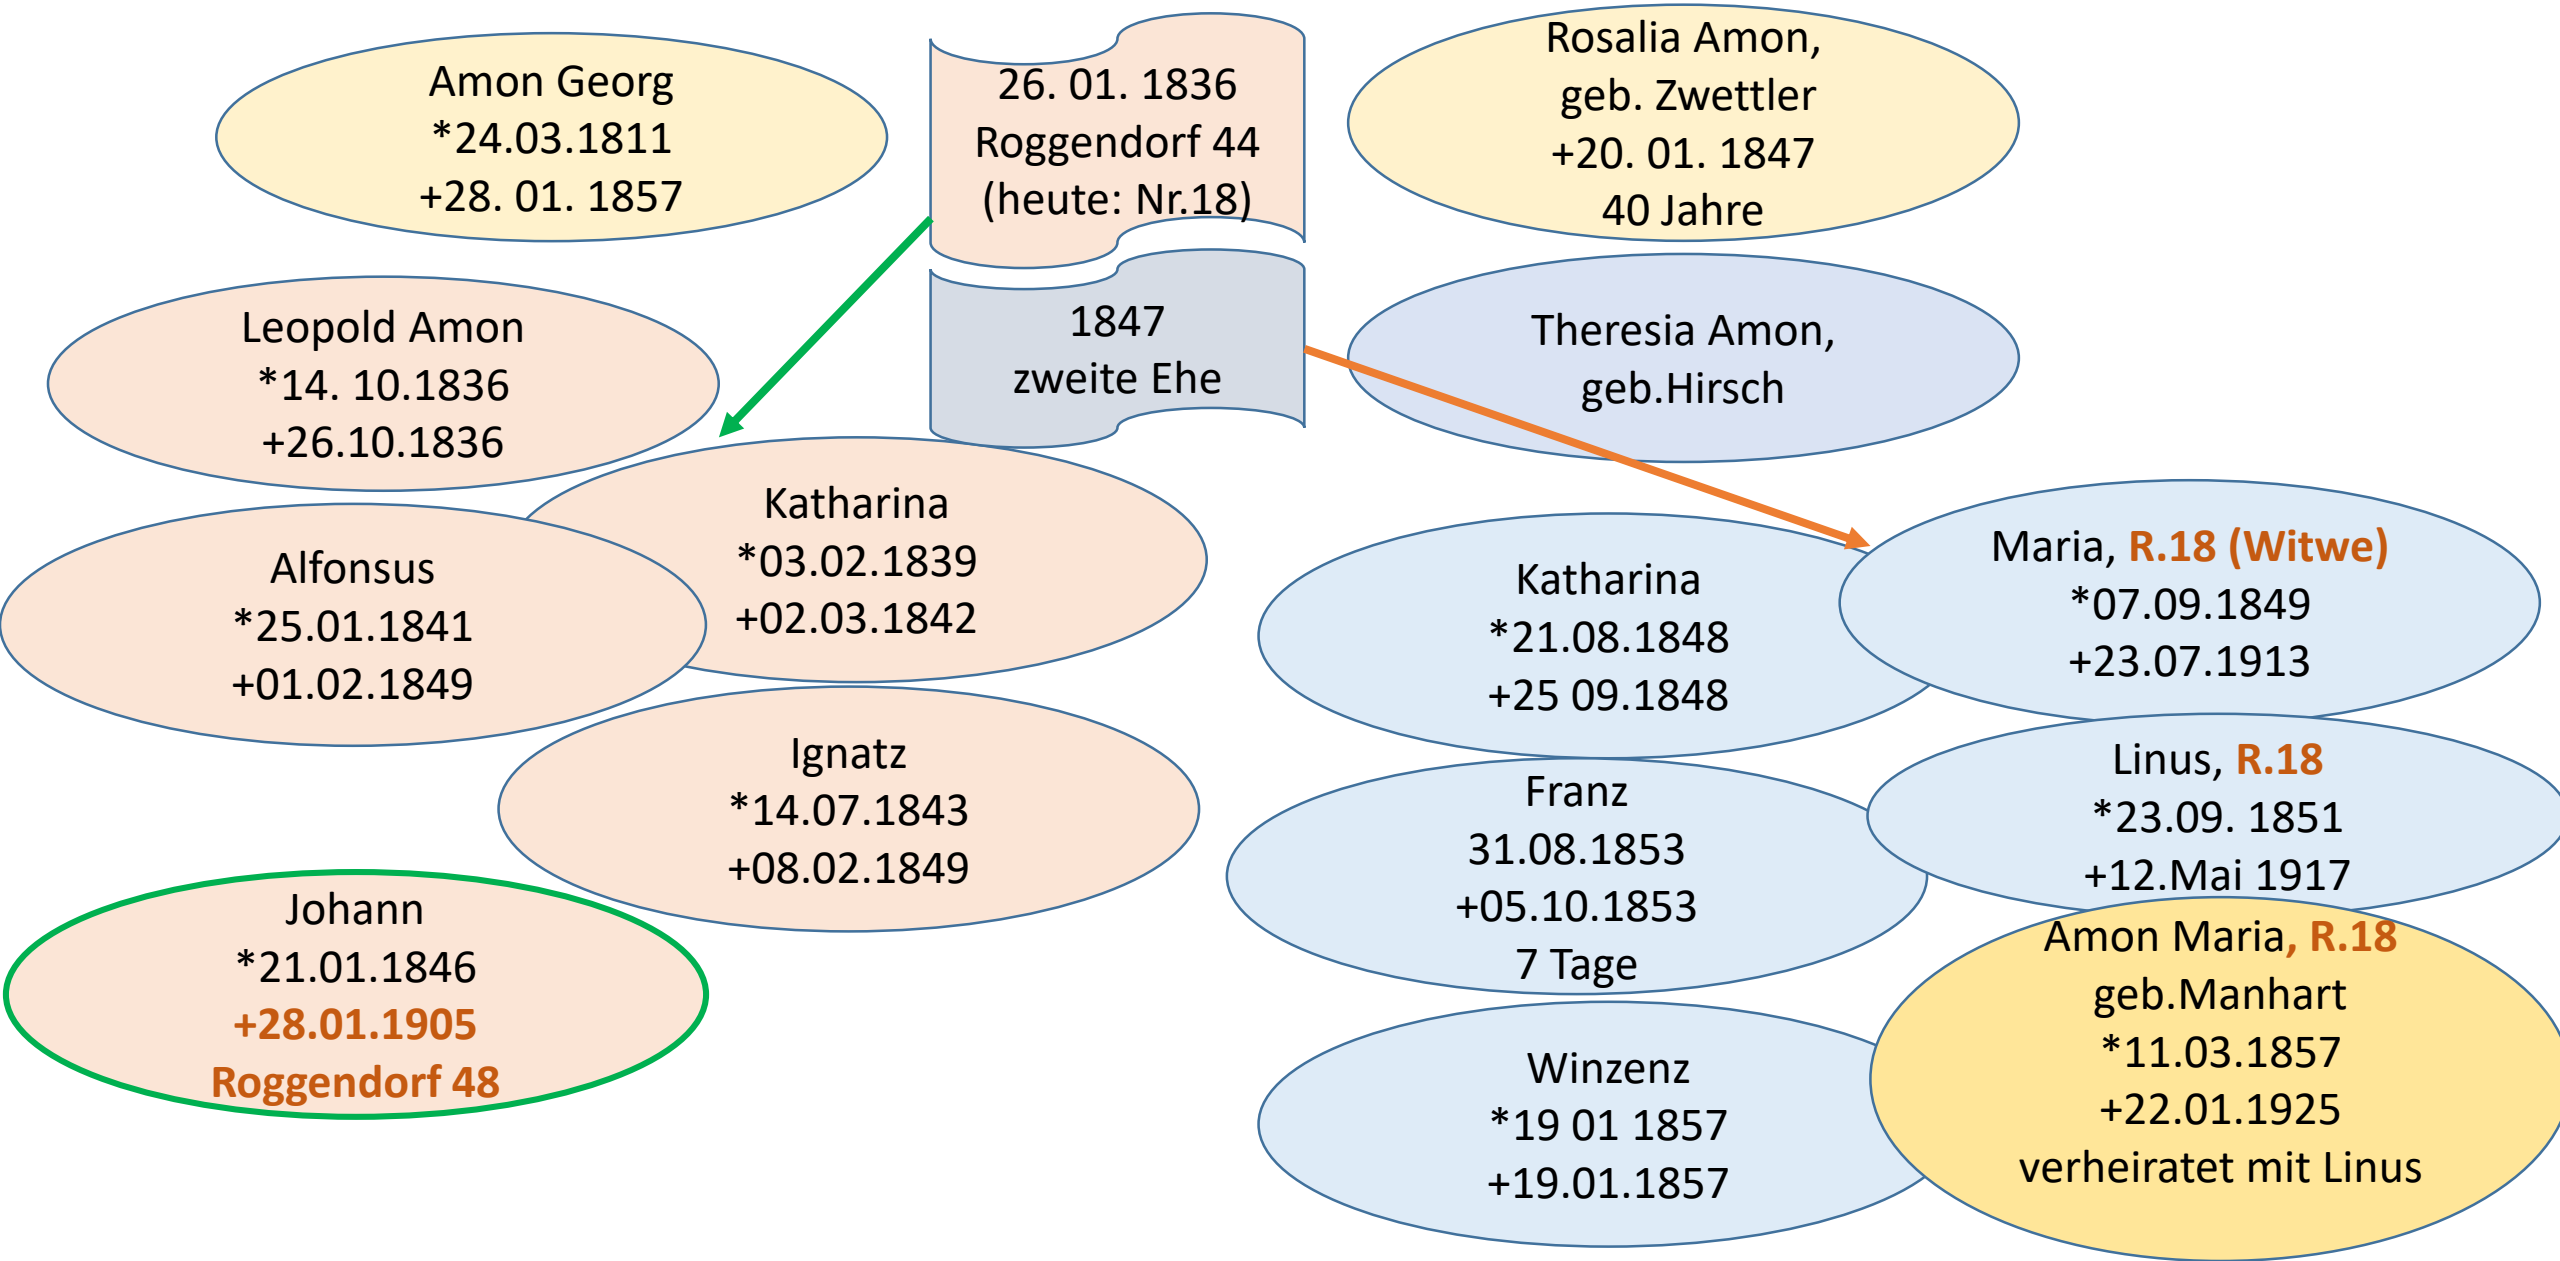 Amon Georg
*24.03.1811
+28. 01. 1857
26. 01. 1836
Roggendorf 44
(heute: Nr.18)
Rosalia Amon,
geb. Zwettler
+20. 01. 1847
40 Jahre
1847
zweite Ehe
Theresia Amon,
geb.Hirsch
Leopold Amon
*14. 10.1836
+26.10.1836
Katharina
*03.02.1839
+02.03.1842
Alfonsus
*25.01.1841
+01.02.1849
Ignatz
*14.07.1843
+08.02.1849
Johann
*21.01.1846
+28.01.1905
Roggendorf 48
Katharina
*21.08.1848
+25 09.1848
Maria, R.18 (Witwe)
*07.09.1849
+23.07.1913
Linus, R.18
*23.09. 1851
+12.Mai 1917
Franz
31.08.1853
+05.10.1853
7 Tage
Amon Maria, R.18
geb.Manhart
*11.03.1857
+22.01.1925
verheiratet mit Linus
Winzenz
*19 01 1857
+19.01.1857